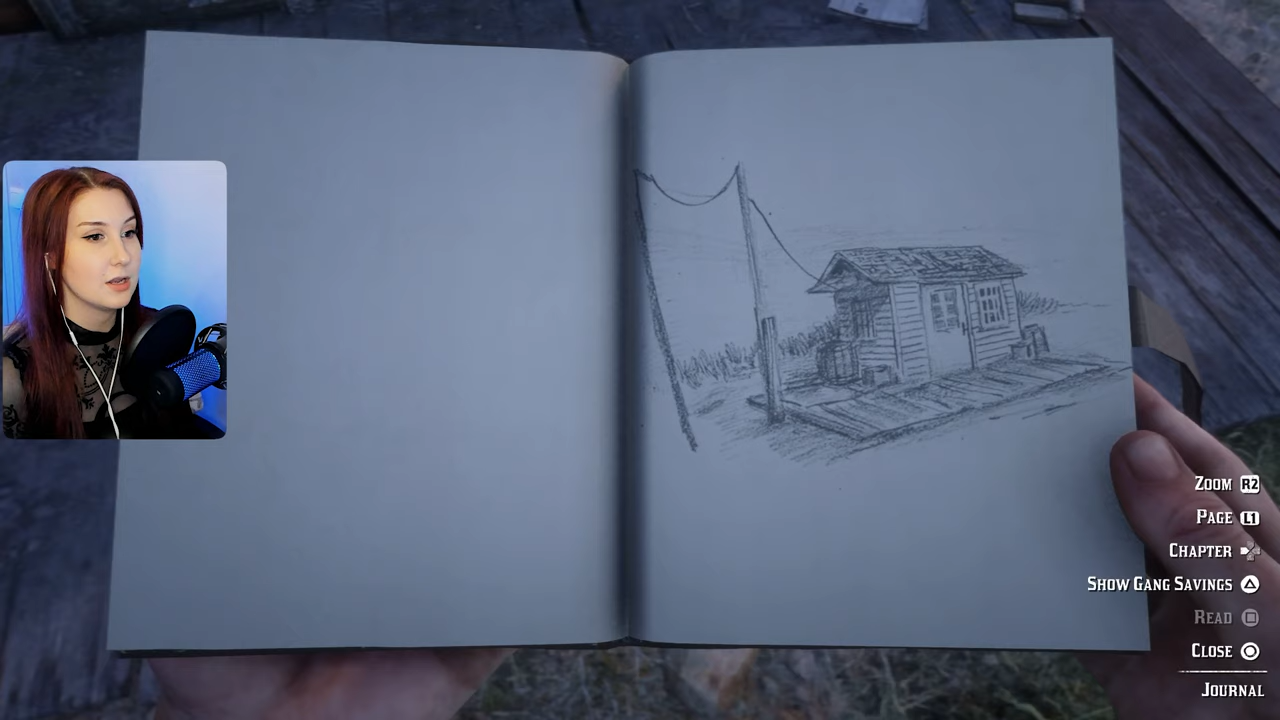 ZOOM R2
PAGE L1
CHAPTER
SHOW GANG SAVINGS
READ
CLOSE
JOURNAL